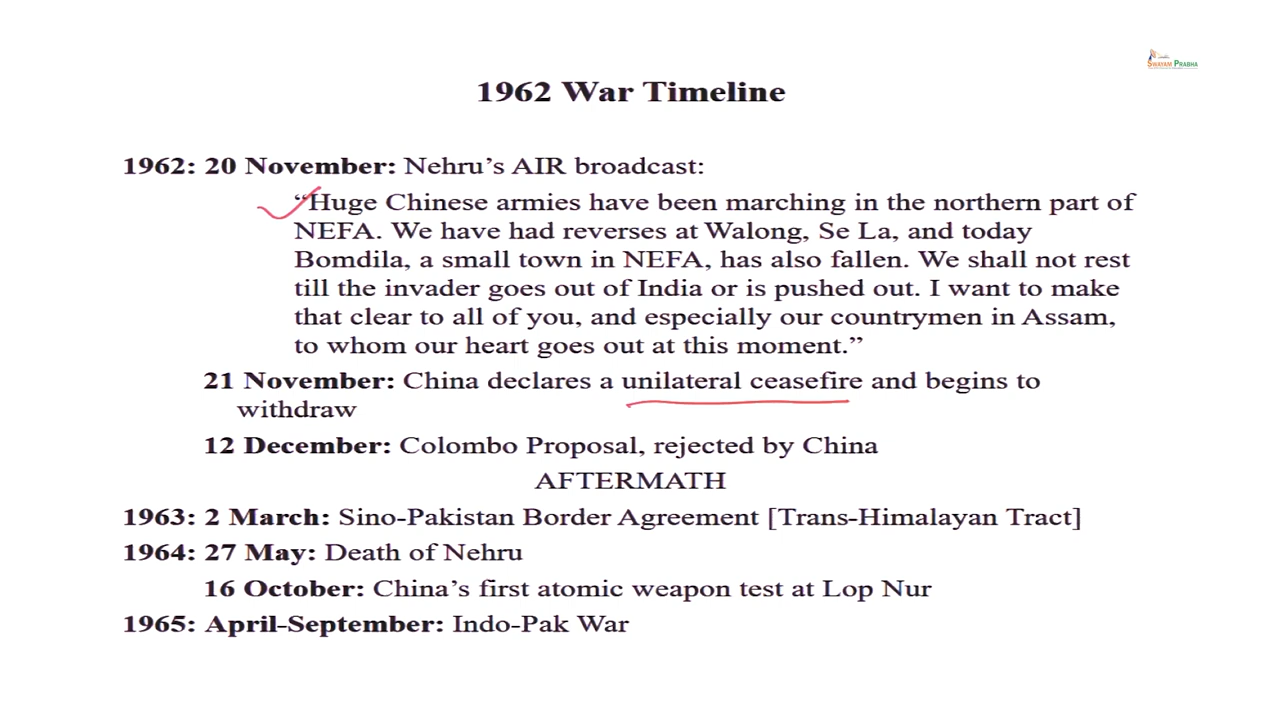 SWAYAM PRABHA
1962 War Timeline
1962: 20 November: Nehru's AIR broadcast:
"Huge Chinese armies have been marching in the northern part of
NEFA. We have had reverses at Walong, Se La, and today
Bomdila, a small town in NEFA, has also fallen. We shall not rest
till the invader goes out of India or is pushed out. I want to make
that clear to all of you, and especially our countrymen in Assam,
to whom our heart goes out at this moment."
21 November: China declares a unilateral ceasefire and begins to
withdraw
12 December: Colombo Proposal, rejected by China
AFTERMATH
1963: 2 March: Sino-Pakistan Border Agreement [Trans-Himalayan Tract]
1964: 27 May: Death of Nehru
16 October: China's first atomic weapon test at Lop Nur
1965: April-September: Indo-Pak War